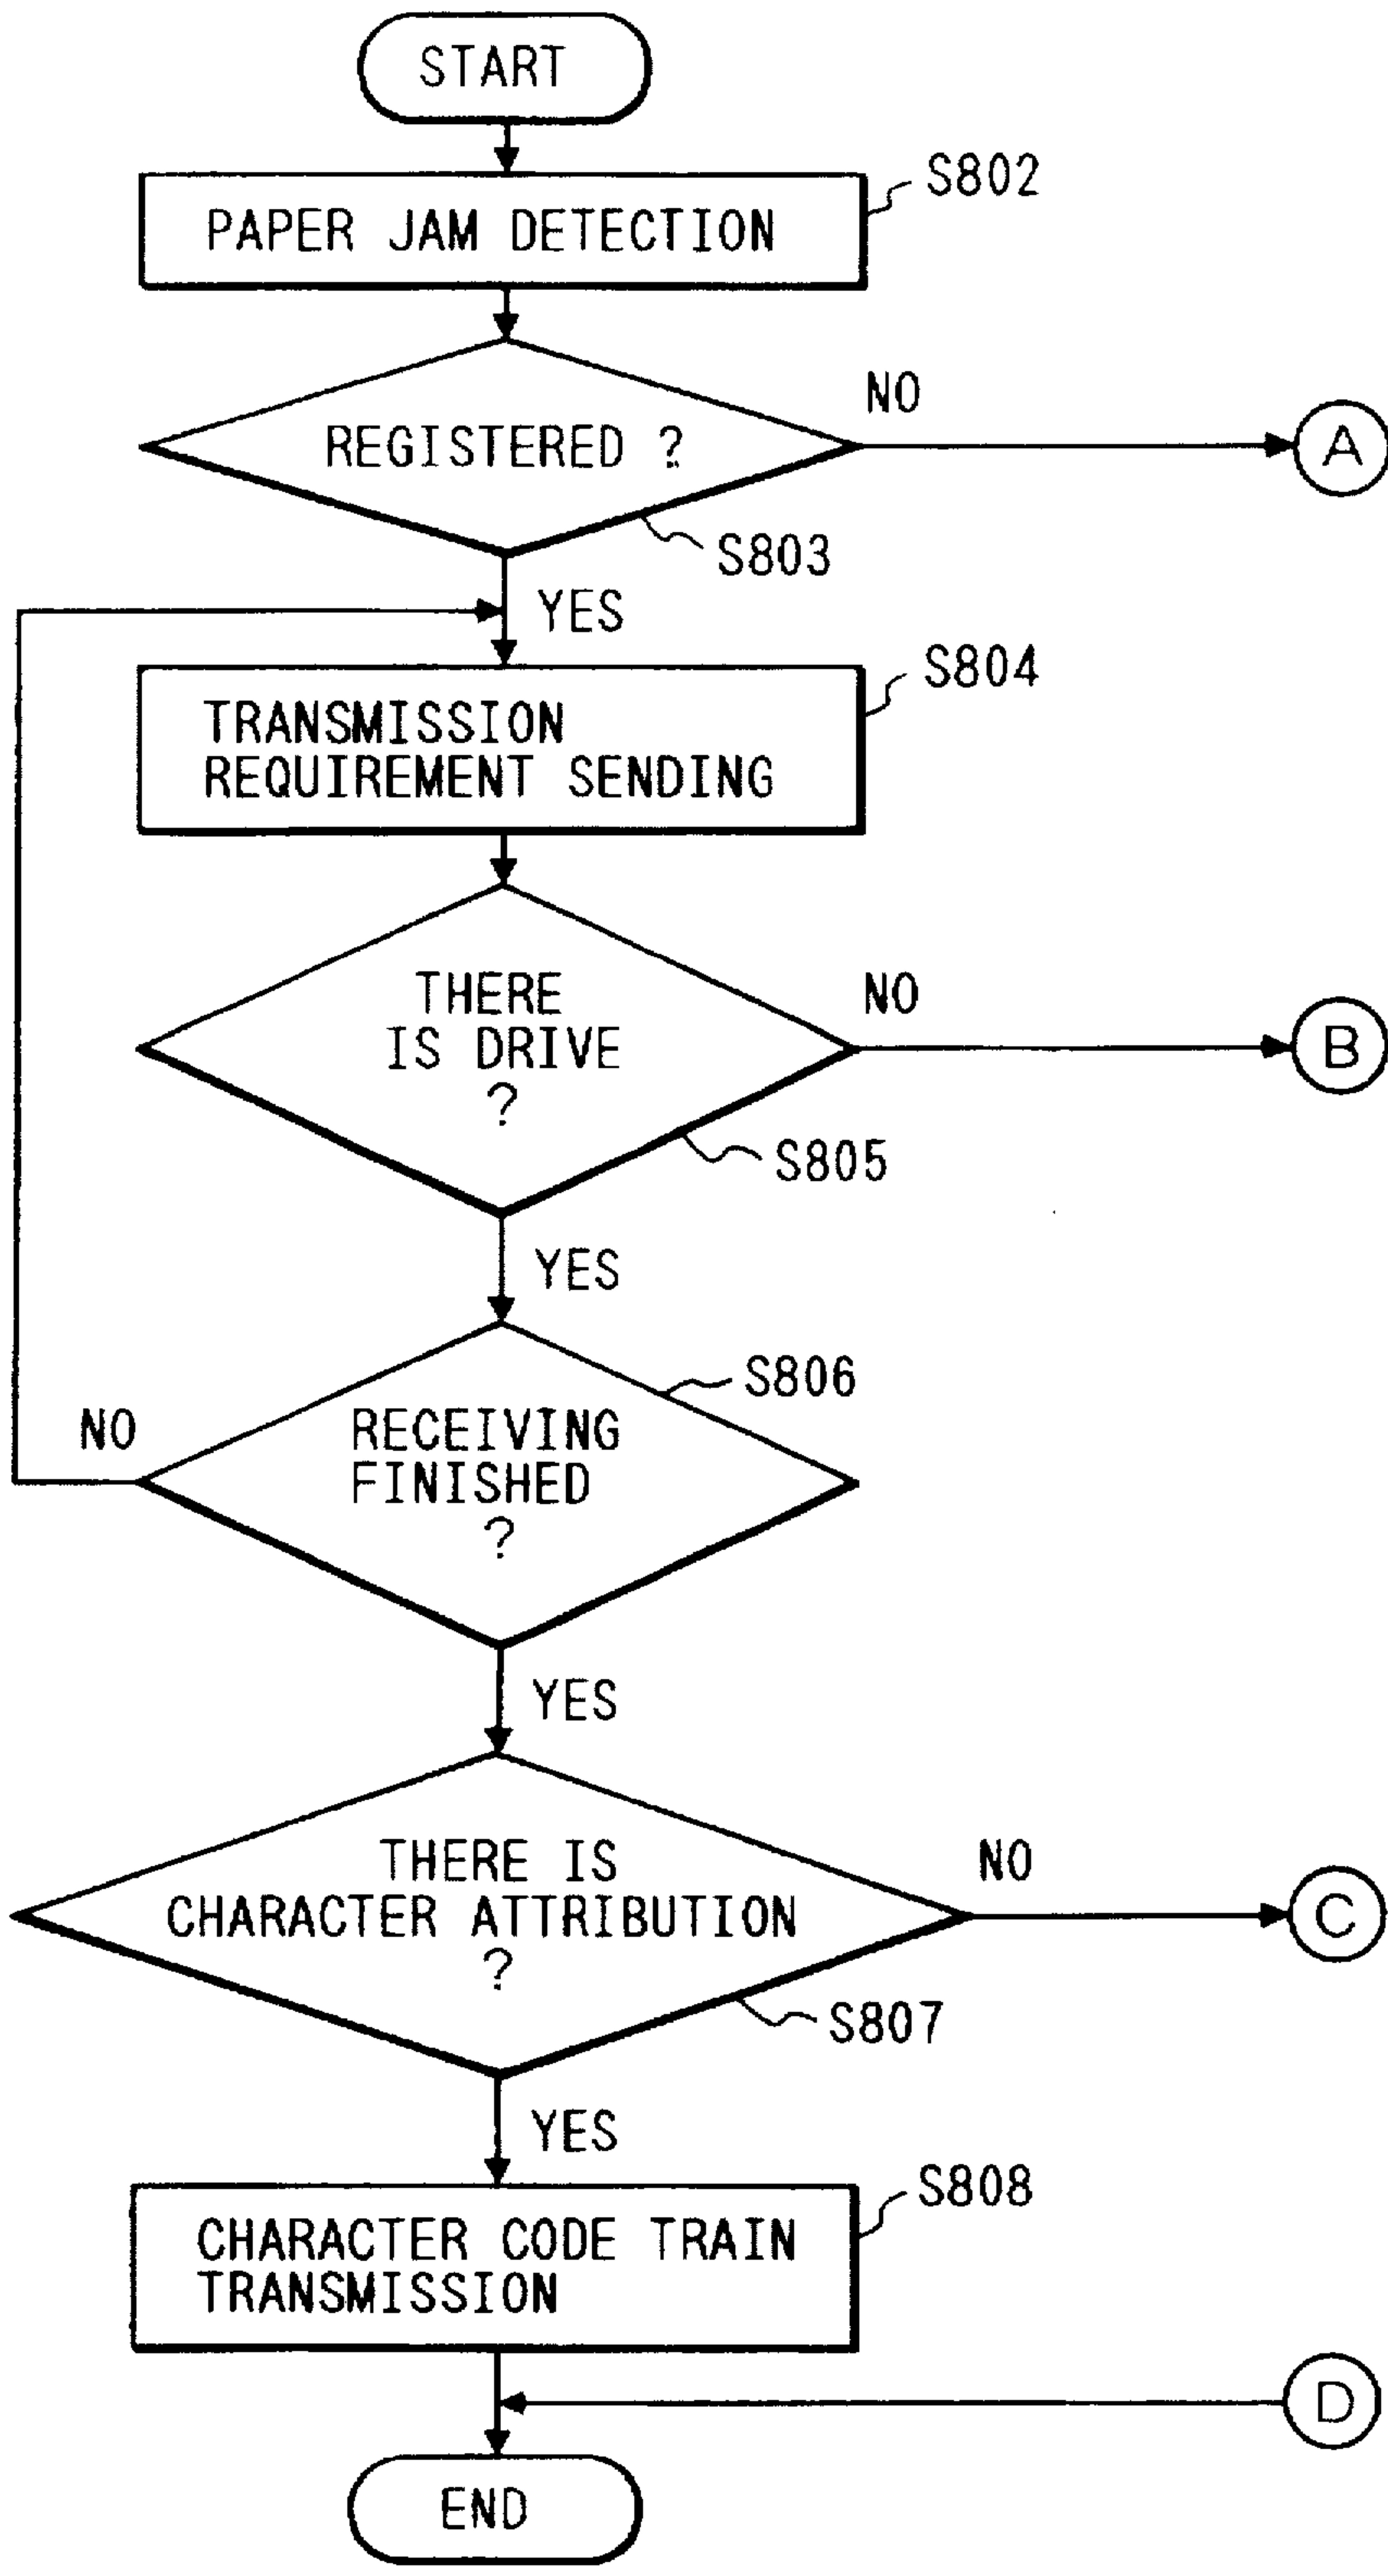 START
S802
PAPER JAM DETECTION
NO
REGISTERED ?
A
S803
YES
S804
TRANSMISSION
REQUIREMENT SENDING
THERE
IS DRIVE
?
NO
B
S805
YES
S806
NO
RECEIVING
FINISHED
?
YES
THERE IS
CHARACTER ATTRIBUTION
?
NO
C
S807
YES
S808
CHARACTER CODE TRAIN
TRANSMISSION
D
END